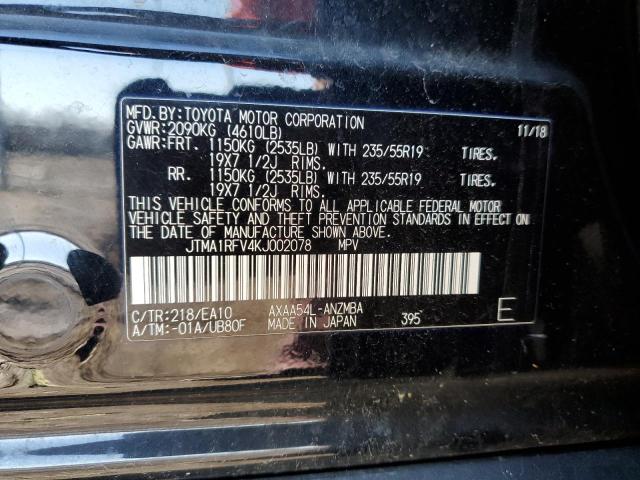 MFD.BY:TOYOTA MOTOR CORPORATION 11/18
GVWR:2090KG (4610LB)
GAWR:FRT. 1150KG (2535LB) WITH 235/55R19 TIRES.
19X7 1/2J RIMS.
RR. 1150KG (2535LB) WITH 235/55R19 TIRES.
19X7 1/2J RIMS.
THIS VEHICLE CONFORMS TO ALL APPLICABLE FEDERAL MOTOR
VEHICLE SAFETY AND THEFT PREVENTION STANDARDS IN EFFECT ON
THE DATE OF MANUFACTURE SHOWN ABOVE.
JTMA1RFV4KJ002078 MPV
C/TR:218/EA10 AXAA54L-ANZMBA
A/TM:-01A/UB80F MADE IN JAPAN 395 E